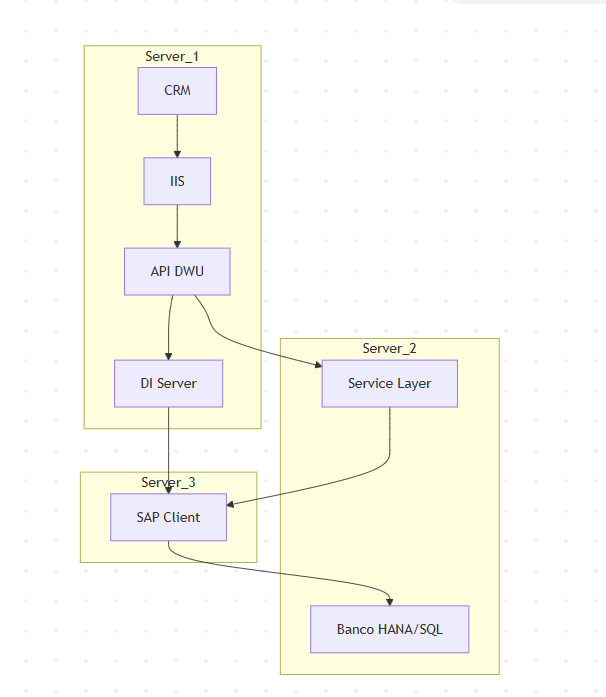 Server_1
CRM
IIS
API DWU
Server_2
DI Server
Service Layer
Server_3
SAP Client
Banco HANA/SQL